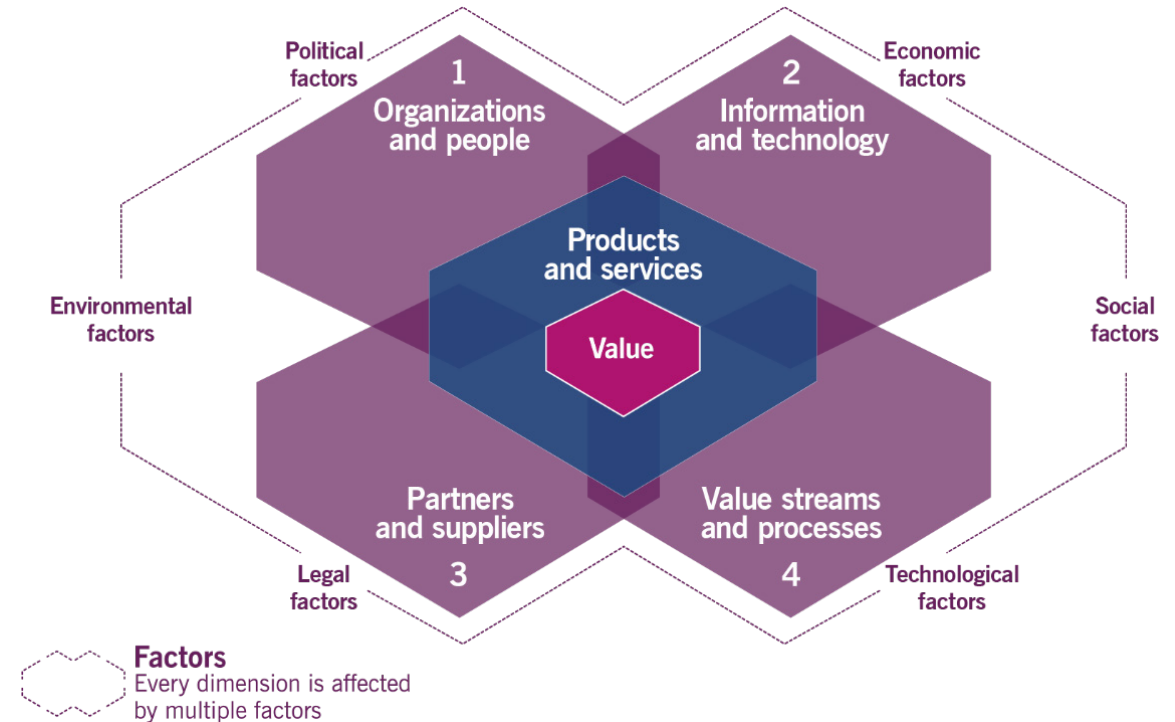 Political
factors
Economic
factors
1
Organizations
and people
2
Information
and technology
Products
and services
Environmental
factors
Value
Social
factors
Partners
and suppliers
3
Value streams
and processes
4
Legal
factors
Technological
factors
Factors
Every dimension is affected
by multiple factors